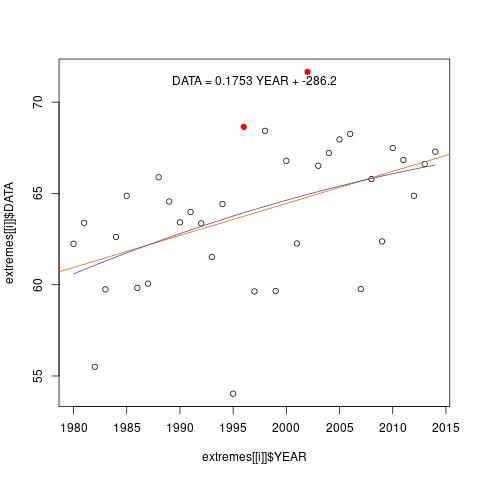 DATA = 0.1753 YEAR + -286.2
extremes[[i]]$DATA
70
65
60
55
1980 1985 1990 1995 2000 2005 2010 2015
extremes[[i]]$YEAR